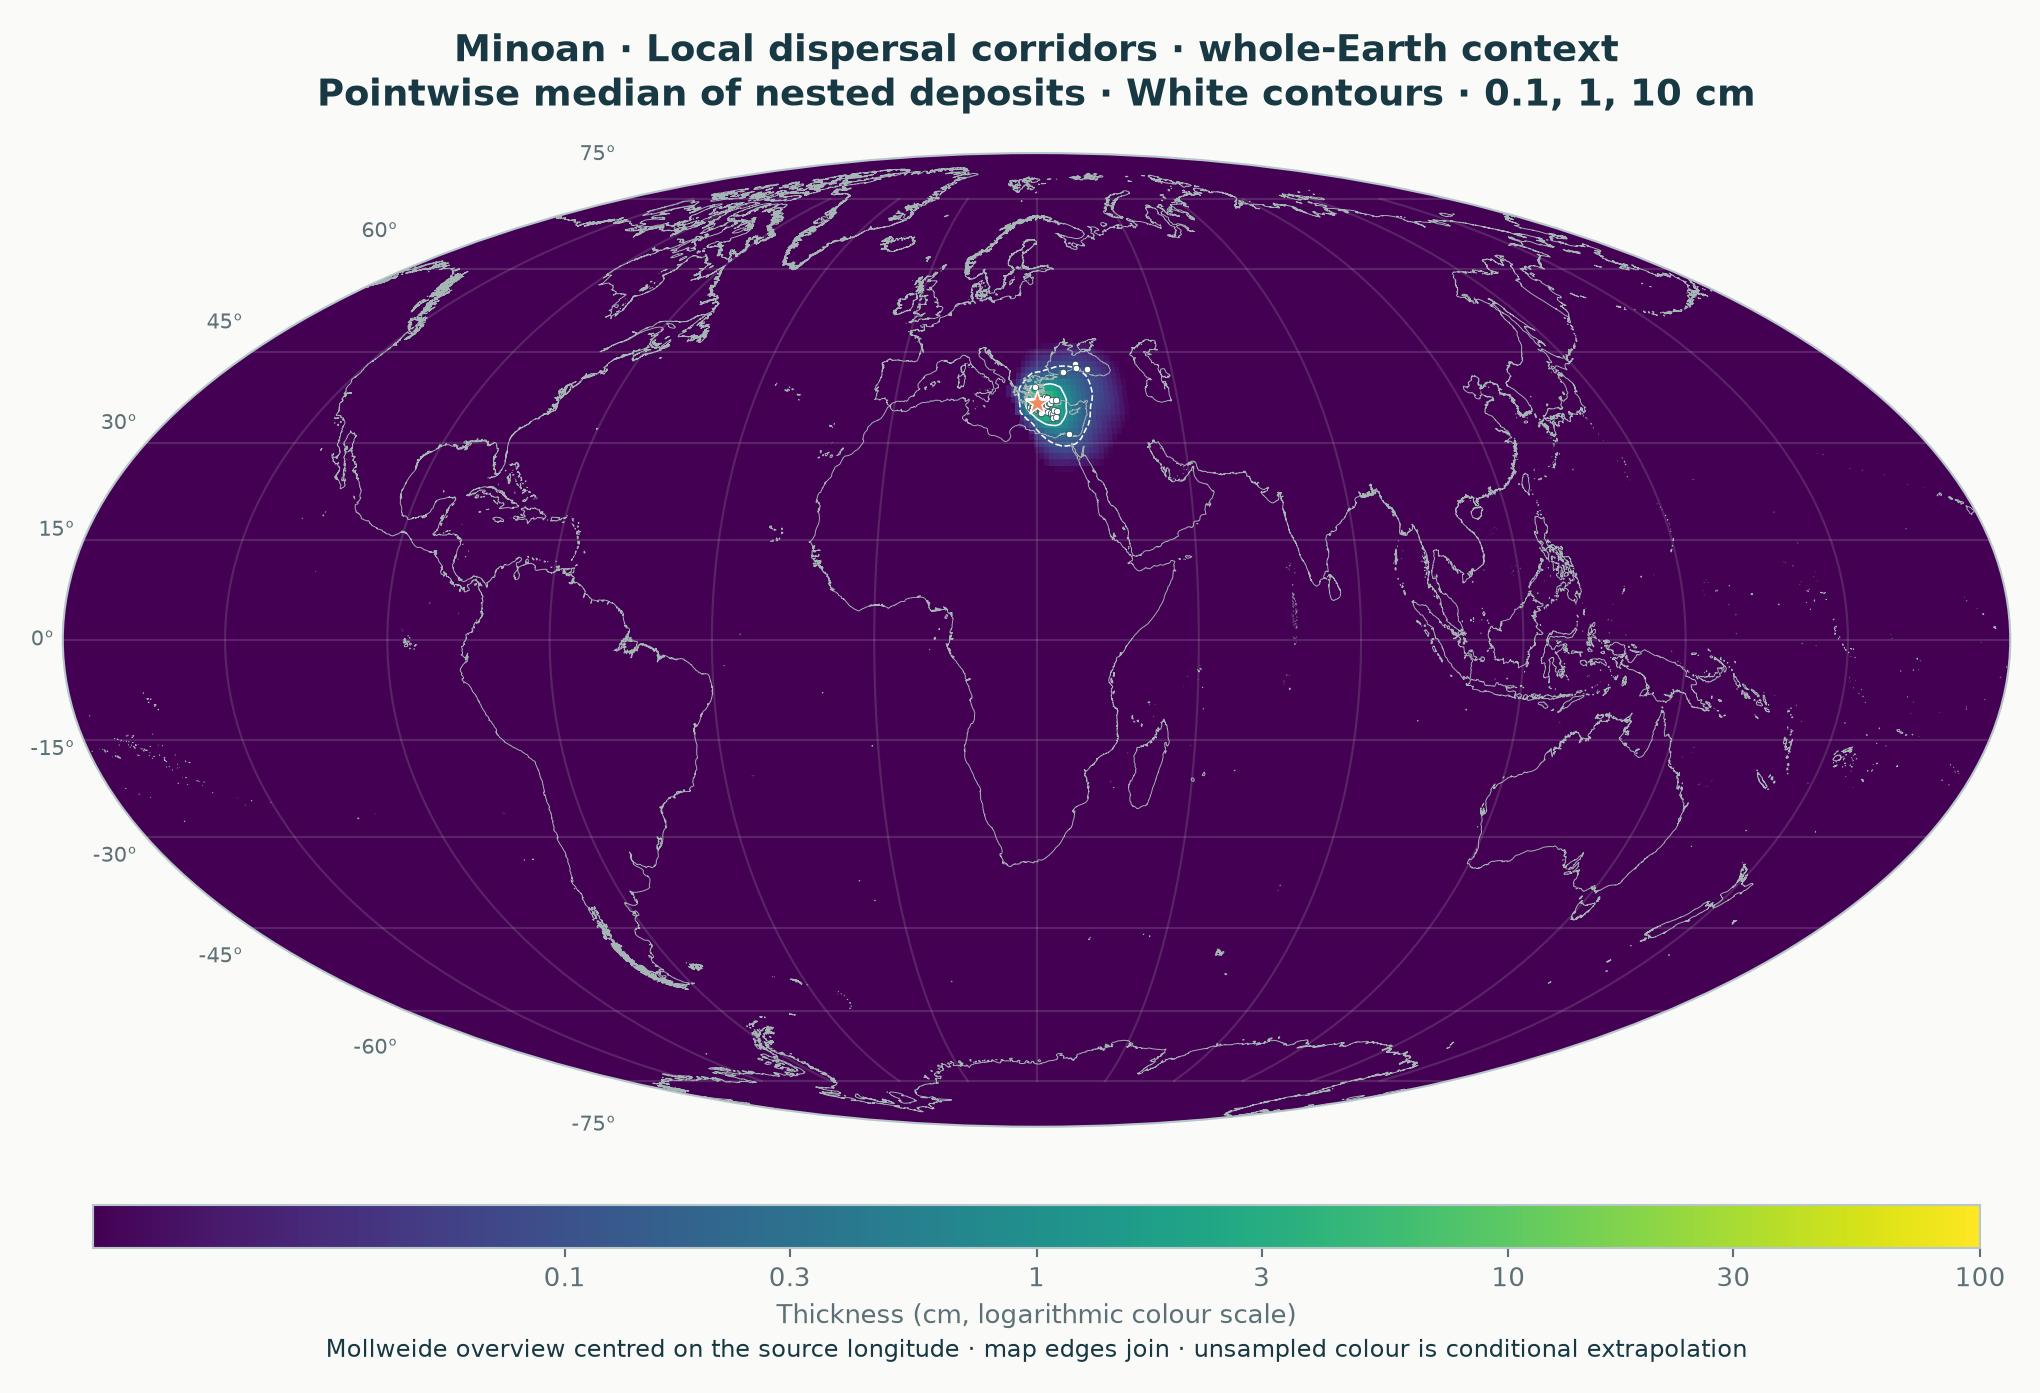 Minoan · Local dispersal corridors · whole-Earth context
Pointwise median of nested deposits · White contours · 0.1, 1, 10 cm
75°
60°
45°
30°
15°
0°
-15°
-30°
-45°
-60°
-75°
0.1 0.3 1 3 10 30 100
Thickness (cm, logarithmic colour scale)
Mollweide overview centred on the source longitude · map edges join · unsampled colour is conditional extrapolation